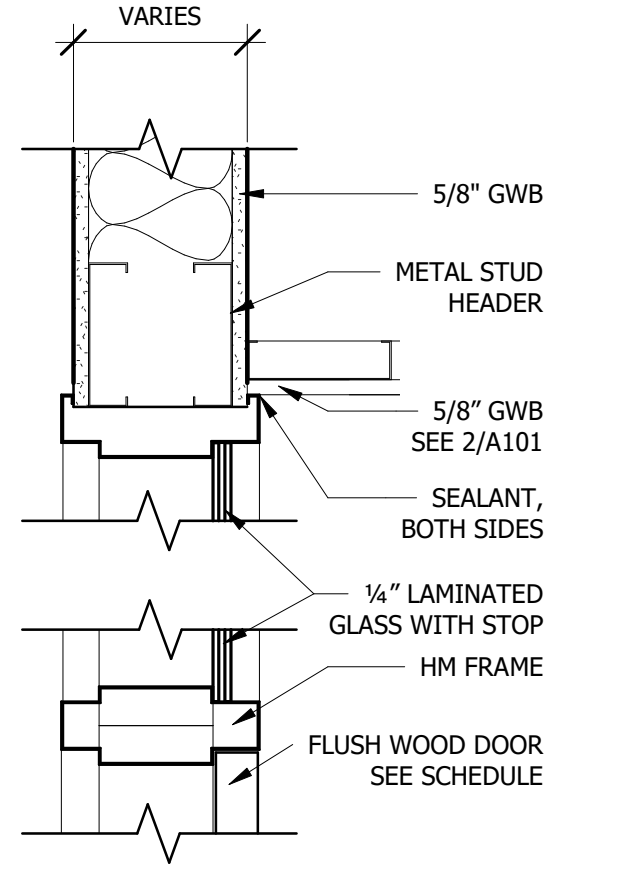 VARIES
5/8" GWB
METAL STUD
HEADER
5/8” GWB
SEE 2/A101
SEALANT,
BOTH SIDES
¼” LAMINATED
GLASS WITH STOP
HM FRAME
FLUSH WOOD DOOR
SEE SCHEDULE